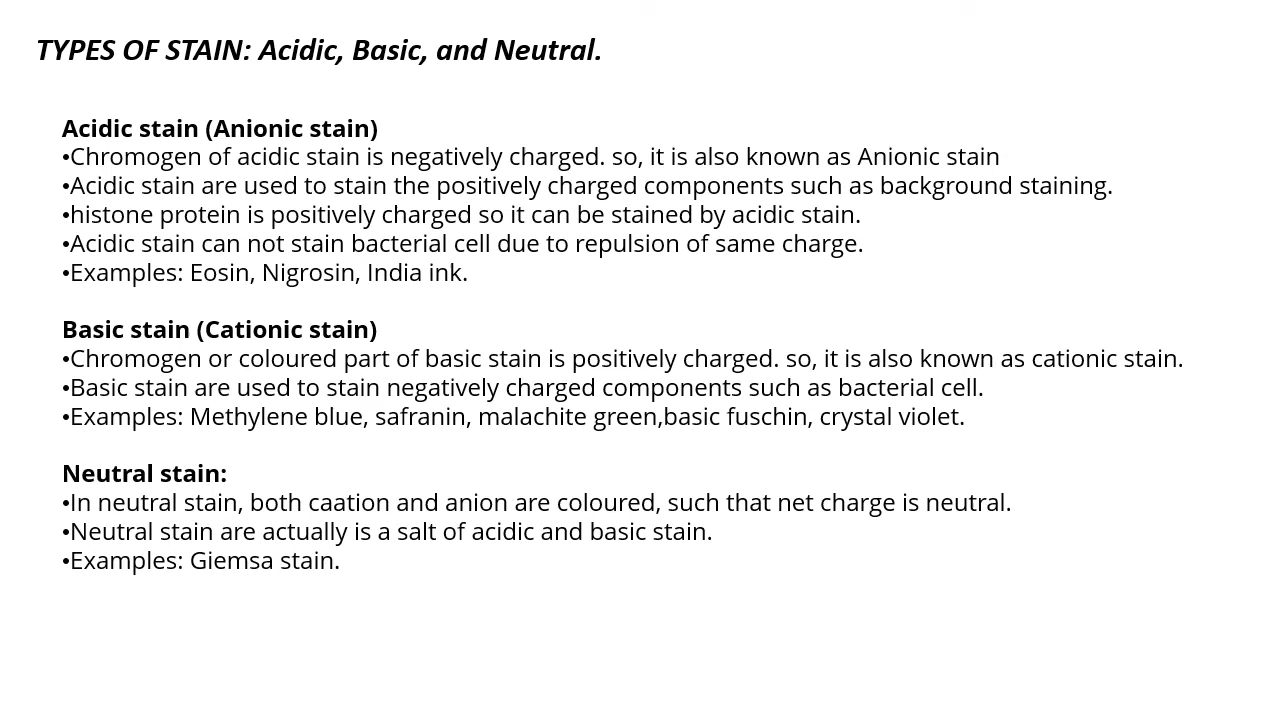 TYPES OF STAIN: Acidic, Basic, and Neutral.
Acidic stain (Anionic stain)
•Chromogen of acidic stain is negatively charged. so, it is also known as Anionic stain
•Acidic stain are used to stain the positively charged components such as background staining.
•histone protein is positively charged so it can be stained by acidic stain.
•Acidic stain can not stain bacterial cell due to repulsion of same charge.
•Examples: Eosin, Nigrosin, India ink.
Basic stain (Cationic stain)
•Chromogen or coloured part of basic stain is positively charged. so, it is also known as cationic stain.
•Basic stain are used to stain negatively charged components such as bacterial cell.
•Examples: Methylene blue, safranin, malachite green,basic fuschin, crystal violet.
Neutral stain:
•In neutral stain, both caation and anion are coloured, such that net charge is neutral.
•Neutral stain are actually is a salt of acidic and basic stain.
•Examples: Giemsa stain.